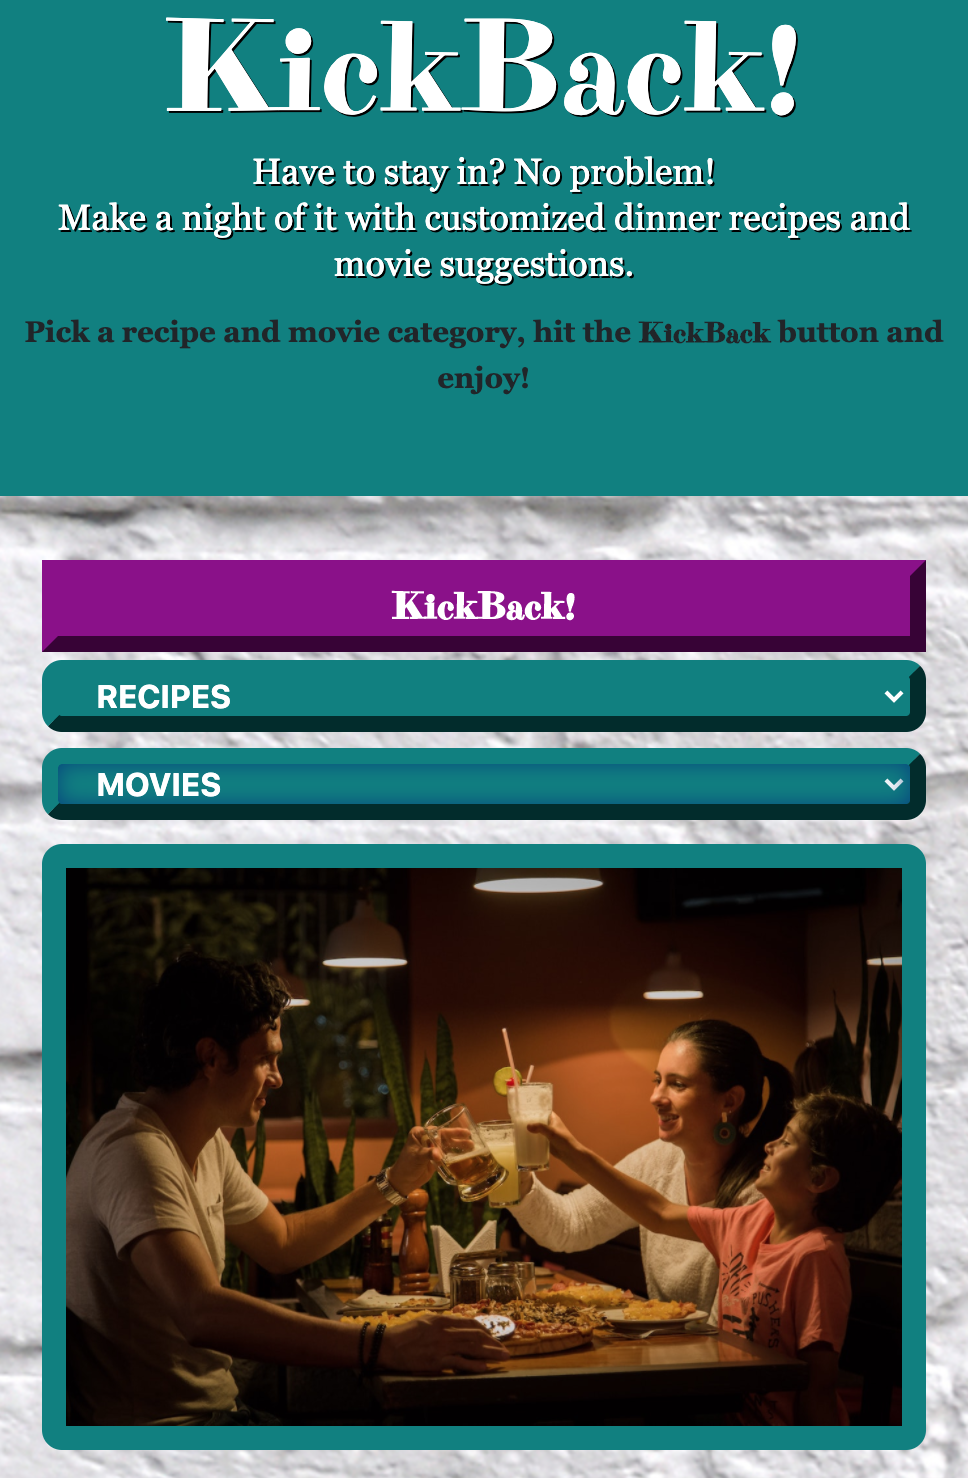 KickBack!
Have to stay in? No problem!
Make a night of it with customized dinner recipes and
movie suggestions.
Pick a recipe and movie category, hit the KickBack button and
enjoy!
KickBack!
RECIPES
MOVIES